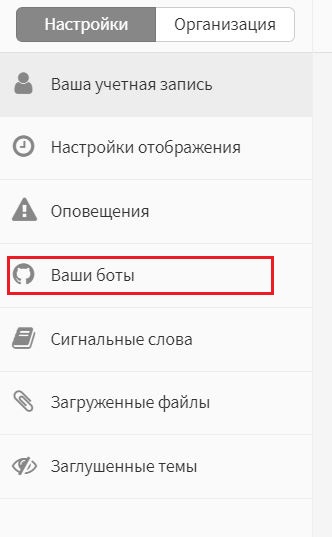 Настройки Организация
Ваша учетная запись
Настройки отображения
Оповещения
Ваши боты
Сигнальные слова
Загруженные файлы
Заглушенные темы